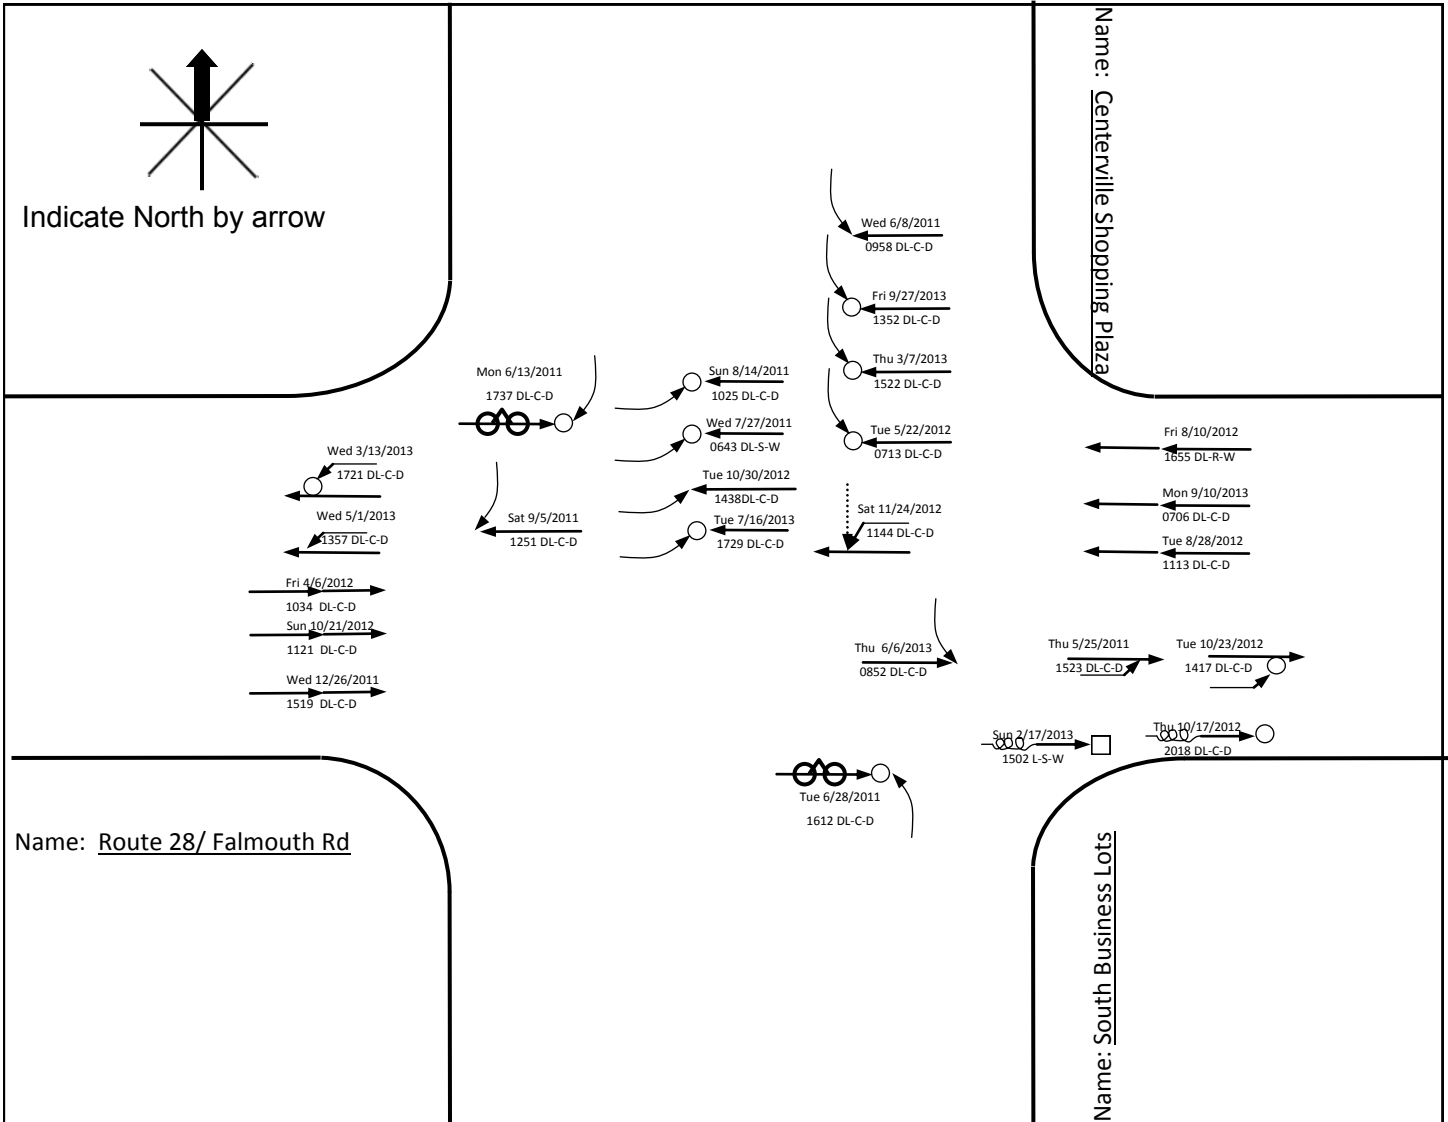 Indicate North by arrow
Name: Centerville Shopping Plaza
Wed 6/8/2011
0958 DL-C-D
Fri 9/27/2013
1352 DL-C-D
Thu 3/7/2013
1522 DL-C-D
Tue 5/22/2012
0713 DL-C-D
Mon 6/13/2011
1737 DL-C-D
Sun 8/14/2011
1025 DL-C-D
Wed 7/27/2011
0643 DL-S-W
Tue 10/30/2012
1438DL-C-D
Tue 7/16/2013
1729 DL-C-D
Wed 3/13/2013
1721 DL-C-D
Wed 5/1/2013
1357 DL-C-D
Sat 9/5/2011
1251 DL-C-D
Sat 11/24/2012
1144 DL-C-D
Fri 8/10/2012
1655 DL-R-W
Mon 9/10/2013
0706 DL-C-D
Tue 8/28/2012
1113 DL-C-D
Fri 4/6/2012
1034 DL-C-D
Sun 10/21/2012
1121 DL-C-D
Wed 12/26/2011
1519 DL-C-D
Thu 6/6/2013
0852 DL-C-D
Thu 5/25/2011
1523 DL-C-D
Tue 10/23/2012
1417 DL-C-D
Sun 2/17/2013
1502 L-S-W
Thu 10/17/2012
2018 DL-C-D
Tue 6/28/2011
1612 DL-C-D
Name: Route 28/ Falmouth Rd
Name: South Business Lots